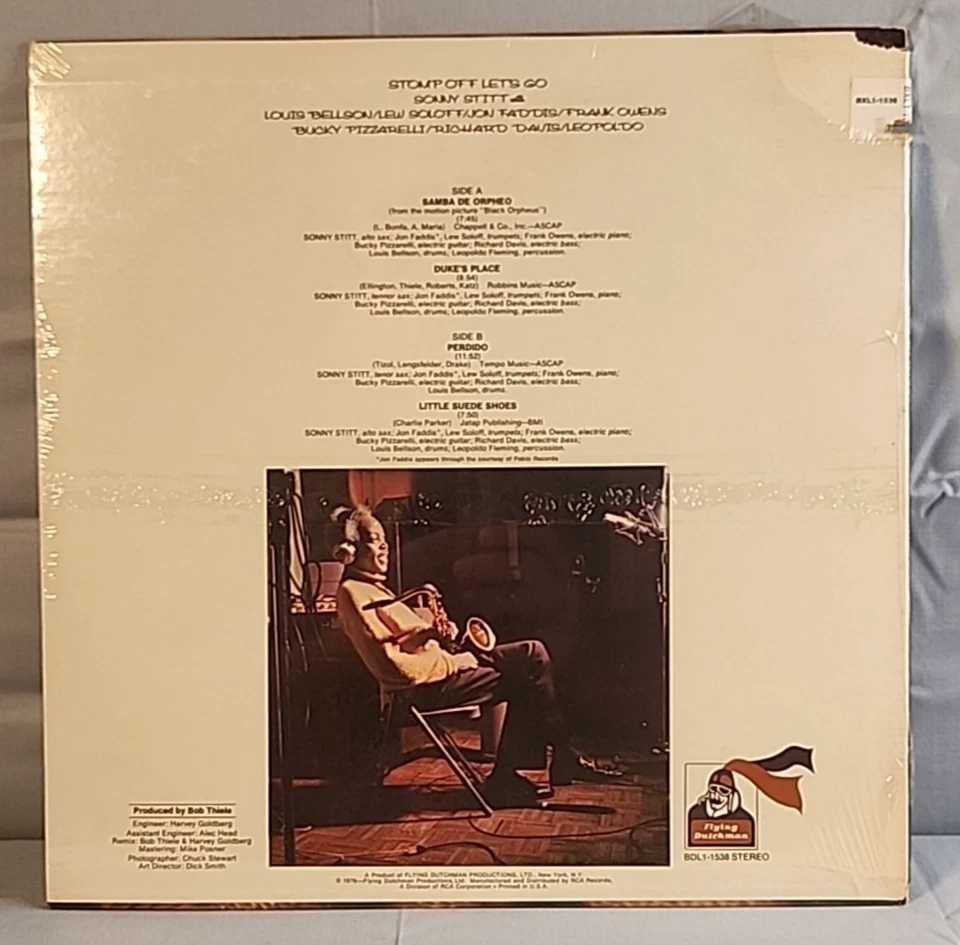 STOMP OFF LET'S GO
SONNY STITT &
LOUIS BELLSON/LEW SOLOFF/JON FADDIS/FRANK OWENS
BUCKY PIZZARELLI/RICHARD DAVIS/LEOPOLDO
BXL1-1538
SIDE A
SAMBA DE ORPHEO
(from the motion picture "Black Orpheus")
(7:45)
(L. Bonfa, A. Maria) Chappell & Co., Inc.—ASCAP
SONNY STITT, alto sax; Jon Faddis*, Lew Soloff, trumpets; Frank Owens, electric piano;
Bucky Pizzarelli, electric guitar; Richard Davis, electric bass;
Louis Bellson, drums; Leopoldo Fleming, percussion.
DUKE'S PLACE
(8:54)
(Ellington, Thiele, Roberts, Katz) Robbins Music—ASCAP
SONNY STITT, tennor sax; Jon Faddis*, Lew Soloff, trumpets; Frank Owens, piano;
Bucky Pizzarelli, electric guitar; Richard Davis, electric bass;
Louis Bellson, drums; Leopoldo Fleming, percussion.
SIDE B
PERDIDO
(11:52)
(Tizol, Lengsfelder, Drake) Tempo Music—ASCAP
SONNY STITT, tenor sax; Jon Faddis*, Lew Soloff, trumpets; Frank Owens, piano;
Bucky Pizzarelli, electric guitar; Richard Davis, electric bass;
Louis Bellson, drums.
LITTLE SUEDE SHOES
(7:50)
(Charlie Parker) Jatap Publishing—BMI
SONNY STITT, alto sax; Jon Faddis*, Lew Soloff, trumpets; Frank Owens, electric piano;
Bucky Pizzarelli, electric guitar; Richard Davis, electric bass;
Louis Bellson, drums; Leopoldo Fleming, percussion.
*Jon Faddis appears through the courtesy of Pablo Records
Produced by Bob Thiele
Engineer: Harvey Goldberg
Assistant Engineer: Alec Head
Remix: Bob Thiele & Harvey Goldberg
Mastering: Mike Posner
Photographer: Chuck Stewart
Art Director: Dick Smith
Flying
Dutchman
BDL1-1538 STEREO
A Product of FLYING DUTCHMAN PRODUCTIONS, LTD., New York, N.Y.
© 1976—Flying Dutchman Productions, Ltd. Manufactured and Distributed by RCA Records,
A Division of RCA Corporation • Printed in U.S.A.